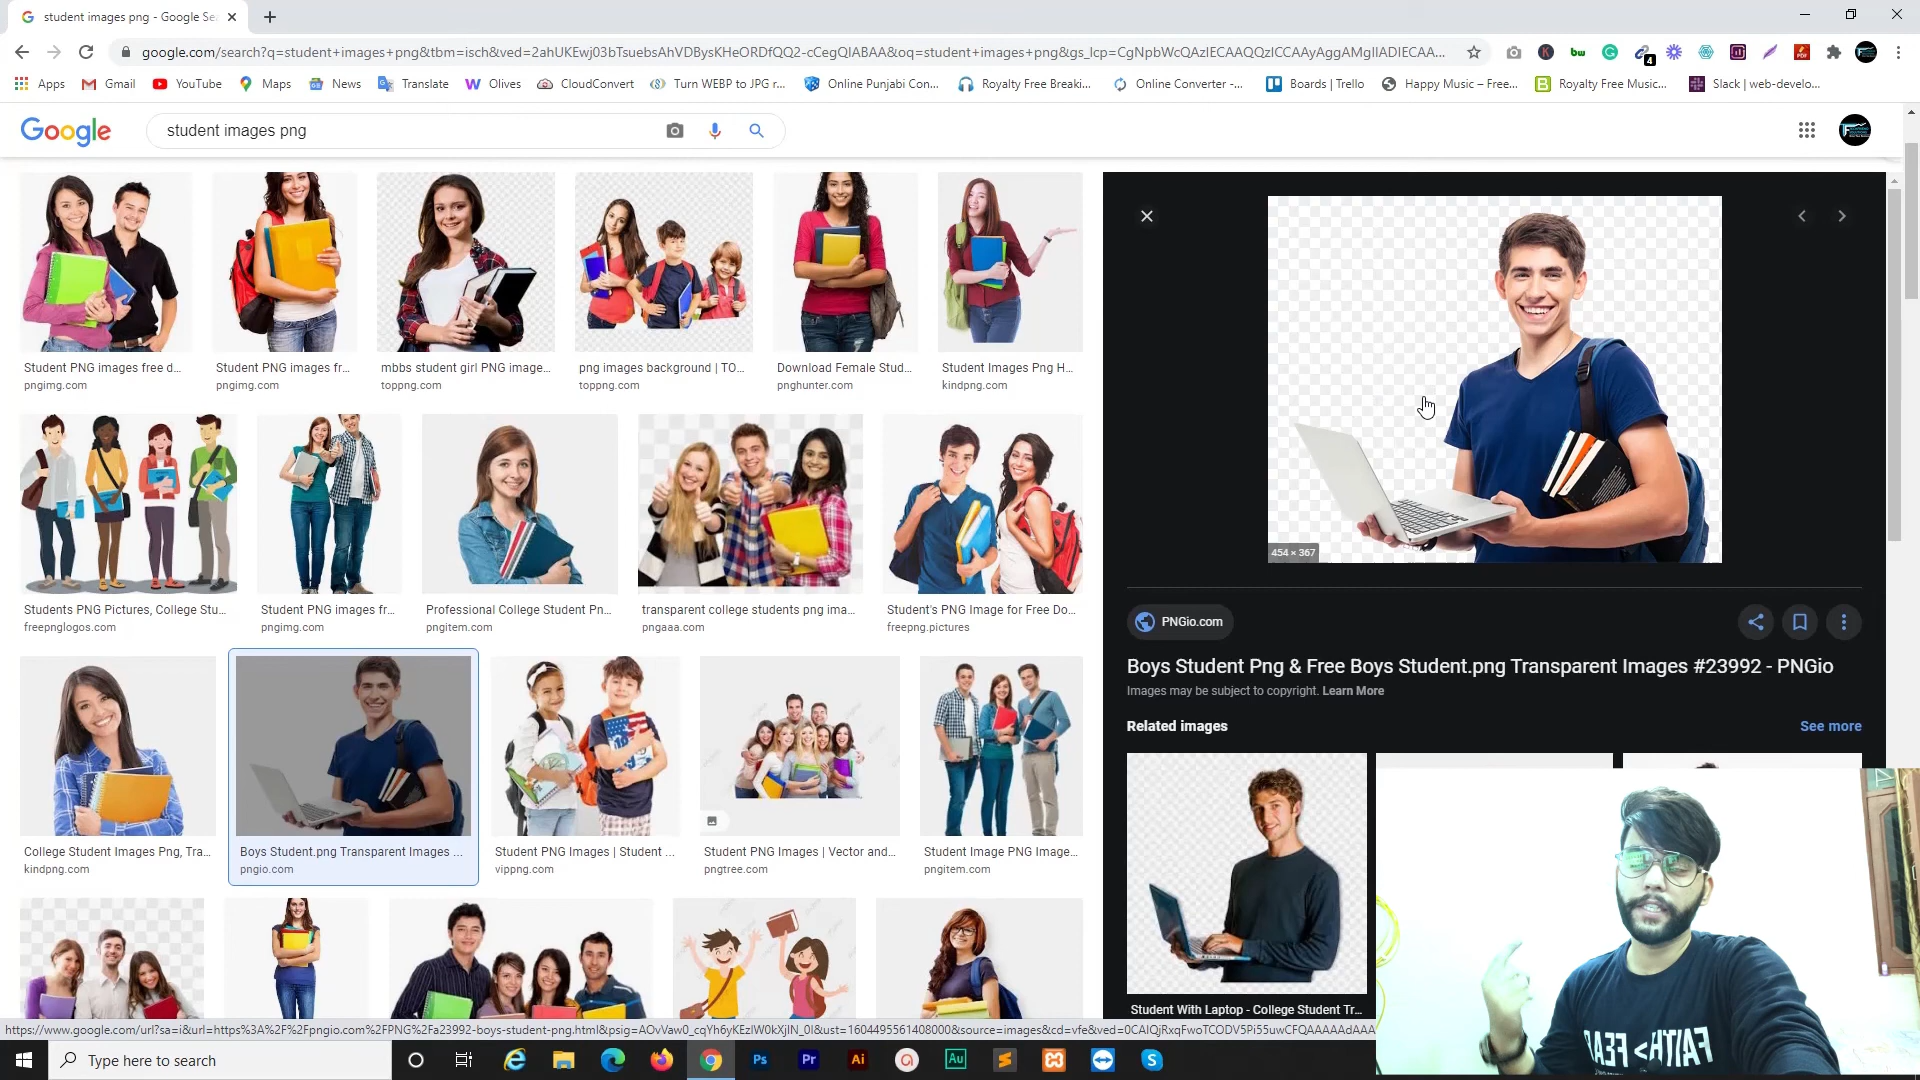 student images png - Google Se
google.com/search?q=student+images+png&tbm=isch&ved=2ahUKEwj03bTsuebsAhVDBysKHeORDfQQ2-cCegQIABAA&oq=student+images+png&gs_lcp=CgNpbWcQAzIECAAQQzICCAAyAggAMgIIADIECAA...
4
Apps
Gmail
YouTube
Maps
News
Translate
Olives
CloudConvert
Turn WEBP to JPG r...
Online Punjabi Con...
Royalty Free Breaki...
Online Converter -...
Boards | Trello
Happy Music – Free...
Royalty Free Music...
Slack | web-develo...
Google
student images png
Student PNG images free d...
pngimg.com
Student PNG images fr...
pngimg.com
mbbs student girl PNG image...
toppng.com
png images background | TO...
toppng.com
Download Female Stud...
pnghunter.com
Student Images Png H...
kindpng.com
Students PNG Pictures, College Stu...
freepnglogos.com
Student PNG images fr...
pngimg.com
Professional College Student Pn...
pngitem.com
transparent college students png ima...
pngaaa.com
Student's PNG Image for Free Do...
freepng.pictures
College Student Images Png, Tra...
kindpng.com
Boys Student.png Transparent Images ...
pngio.com
Student PNG Images | Student ...
vippng.com
Student PNG Images | Vector and...
pngtree.com
Student Image PNG Image...
pngitem.com
454 × 367
PNGio.com
Boys Student Png & Free Boys Student.png Transparent Images #23992 - PNGio
Images may be subject to copyright. Learn More
Related images
See more
Student With Laptop - College Student Tr...
FAITH>FEAR
https://www.google.com/url?sa=i&url=https%3A%2F%2Fpngio.com%2FPNG%2Fa23992-boys-student-png.html&psig=AOvVaw0_cqYh6yKEzIW0kXjJN_0I&ust=1604495561408000&source=images&cd=vfe&ved=0CAIQjRxqFwoTCODV5Pi55uwCFQAAAAAdAAA
Type here to search
Ps
Pr
Ai
Au